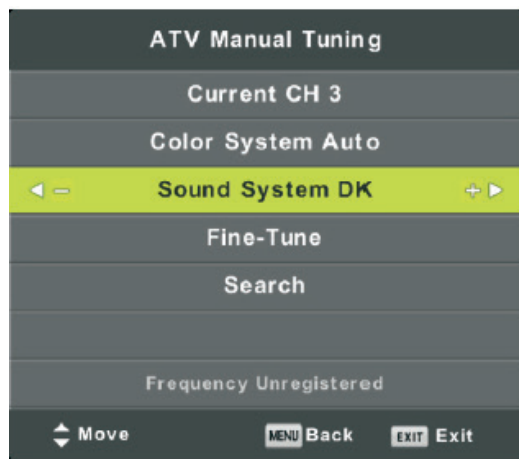 ATV Manual Tuning
Current CH 3
Color System Auto
Sound System DK
Fine-Tune
Search
Frequency Unregistered
Move MENU Back EXIT Exit